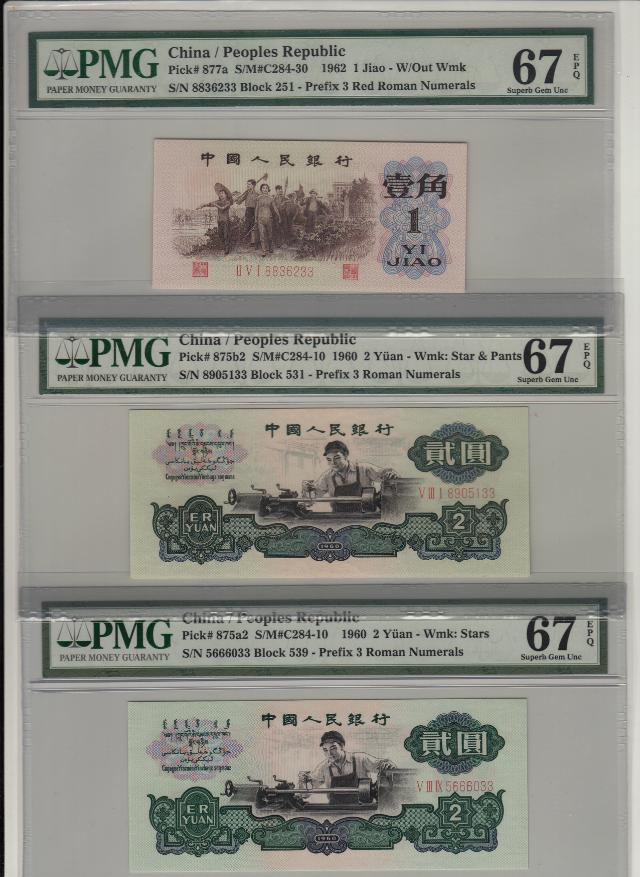 PMG
PAPER MONEY GUARANTY
China / Peoples Republic
Pick# 877a S/M#C284-30 1962 1 Jiao - W/Out Wmk
S/N 8836233 Block 251 - Prefix 3 Red Roman Numerals
67 EPQ
Superb Gem Unc
中國人民銀行
壹角
1
YI
JIAO
II V I 8836233
PMG
PAPER MONEY GUARANTY
China / Peoples Republic
Pick# 875b2 S/M#C284-10 1960 2 Yüan - Wmk: Star & Pants
S/N 8905133 Block 531 - Prefix 3 Roman Numerals
67 EPQ
Superb Gem Unc
中國人民銀行
貳圓
V III I 8905133
ER
YUAN
2
1960
PMG
PAPER MONEY GUARANTY
China / Peoples Republic
Pick# 875a2 S/M#C284-10 1960 2 Yüan - Wmk: Stars
S/N 5666033 Block 539 - Prefix 3 Roman Numerals
67 EPQ
Superb Gem Unc
中國人民銀行
貳圓
V III IX 5666033
ER
YUAN
2
1960